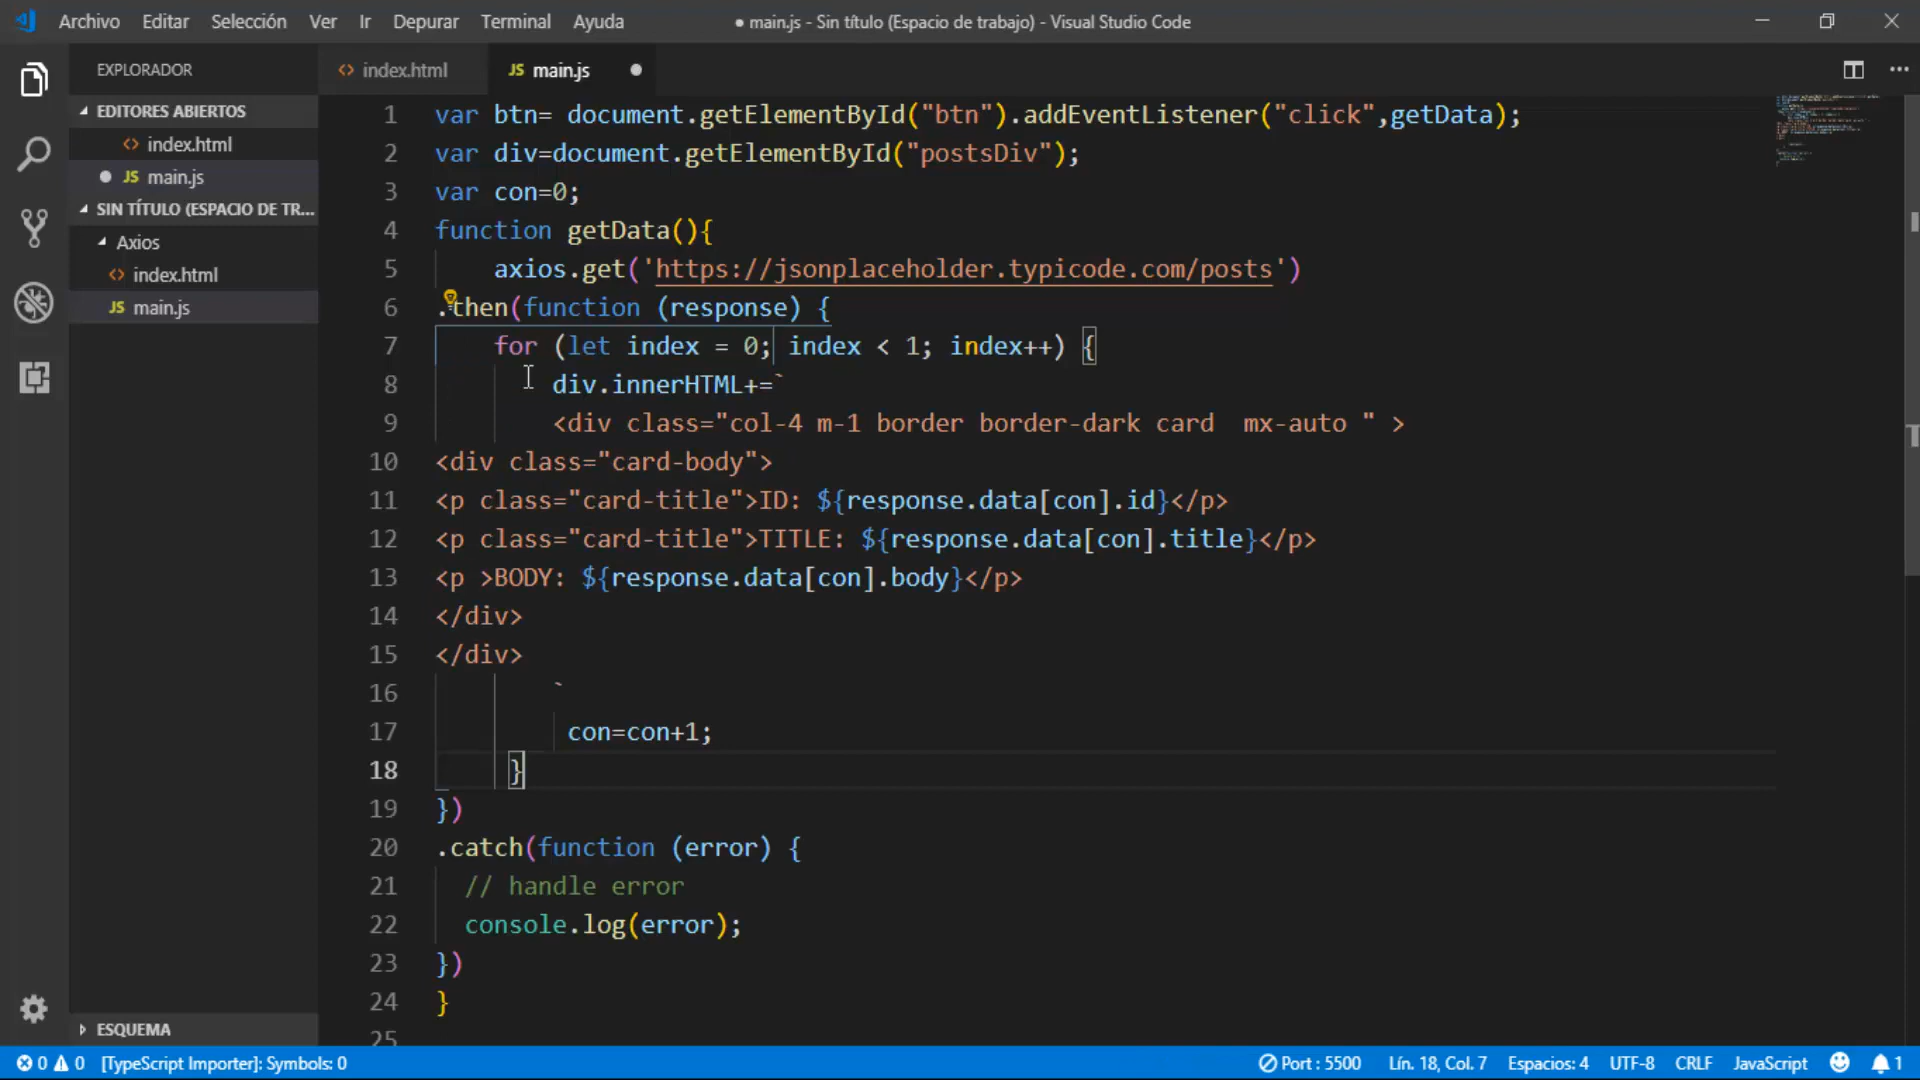 Archivo Editar Selección Ver Ir Depurar Terminal Ayuda ● main.js - Sin título (Espacio de trabajo) - Visual Studio Code
EXPLORADOR
<> index.html
JS main.js ●
EDITORES ABIERTOS
<> index.html
● JS main.js
SIN TÍTULO (ESPACIO DE TR...
Axios
<> index.html
JS main.js
ESQUEMA
1 var btn= document.getElementById("btn").addEventListener("click",getData);
2 var div=document.getElementById("postsDiv");
3 var con=0;
4 function getData(){
5     axios.get('https://jsonplaceholder.typicode.com/posts')
6 .then(function (response) {
7     for (let index = 0; index < 1; index++) {
8         div.innerHTML+=`
9         <div class="col-4 m-1 border border-dark card  mx-auto " >
10 <div class="card-body">
11 <p class="card-title">ID: ${response.data[con].id}</p>
12 <p class="card-title">TITLE: ${response.data[con].title}</p>
13 <p >BODY: ${response.data[con].body}</p>
14 </div>
15 </div>
16         `
17          con=con+1;
18      }
19 })
20 .catch(function (error) {
21   // handle error
22   console.log(error);
23 })
24 }
25
0 0 [TypeScript Importer]: Symbols: 0 Port : 5500 Lín. 18, Col. 7 Espacios: 4 UTF-8 CRLF JavaScript 1